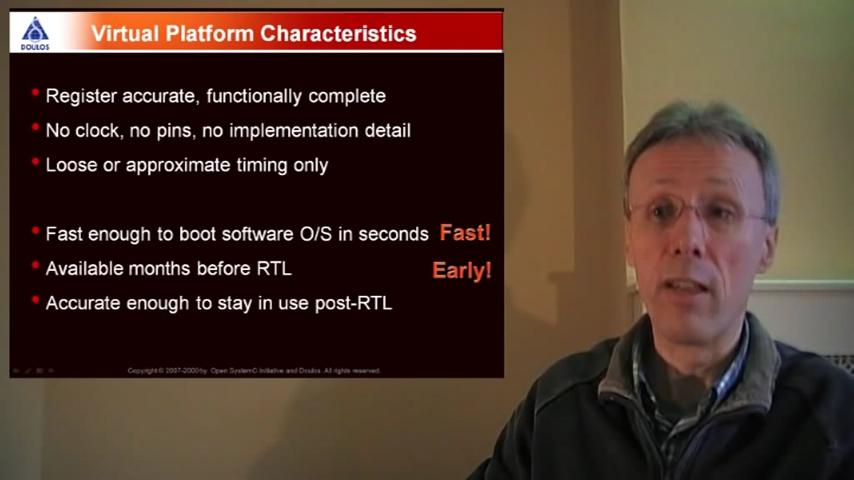 DOULOS
Virtual Platform Characteristics
Register accurate, functionally complete
No clock, no pins, no implementation detail
Loose or approximate timing only
Fast enough to boot software O/S in seconds Fast!
Available months before RTL Early!
Accurate enough to stay in use post-RTL
Copyright © 2007-2009 by Open SystemC Initiative and Doulos. All rights reserved.